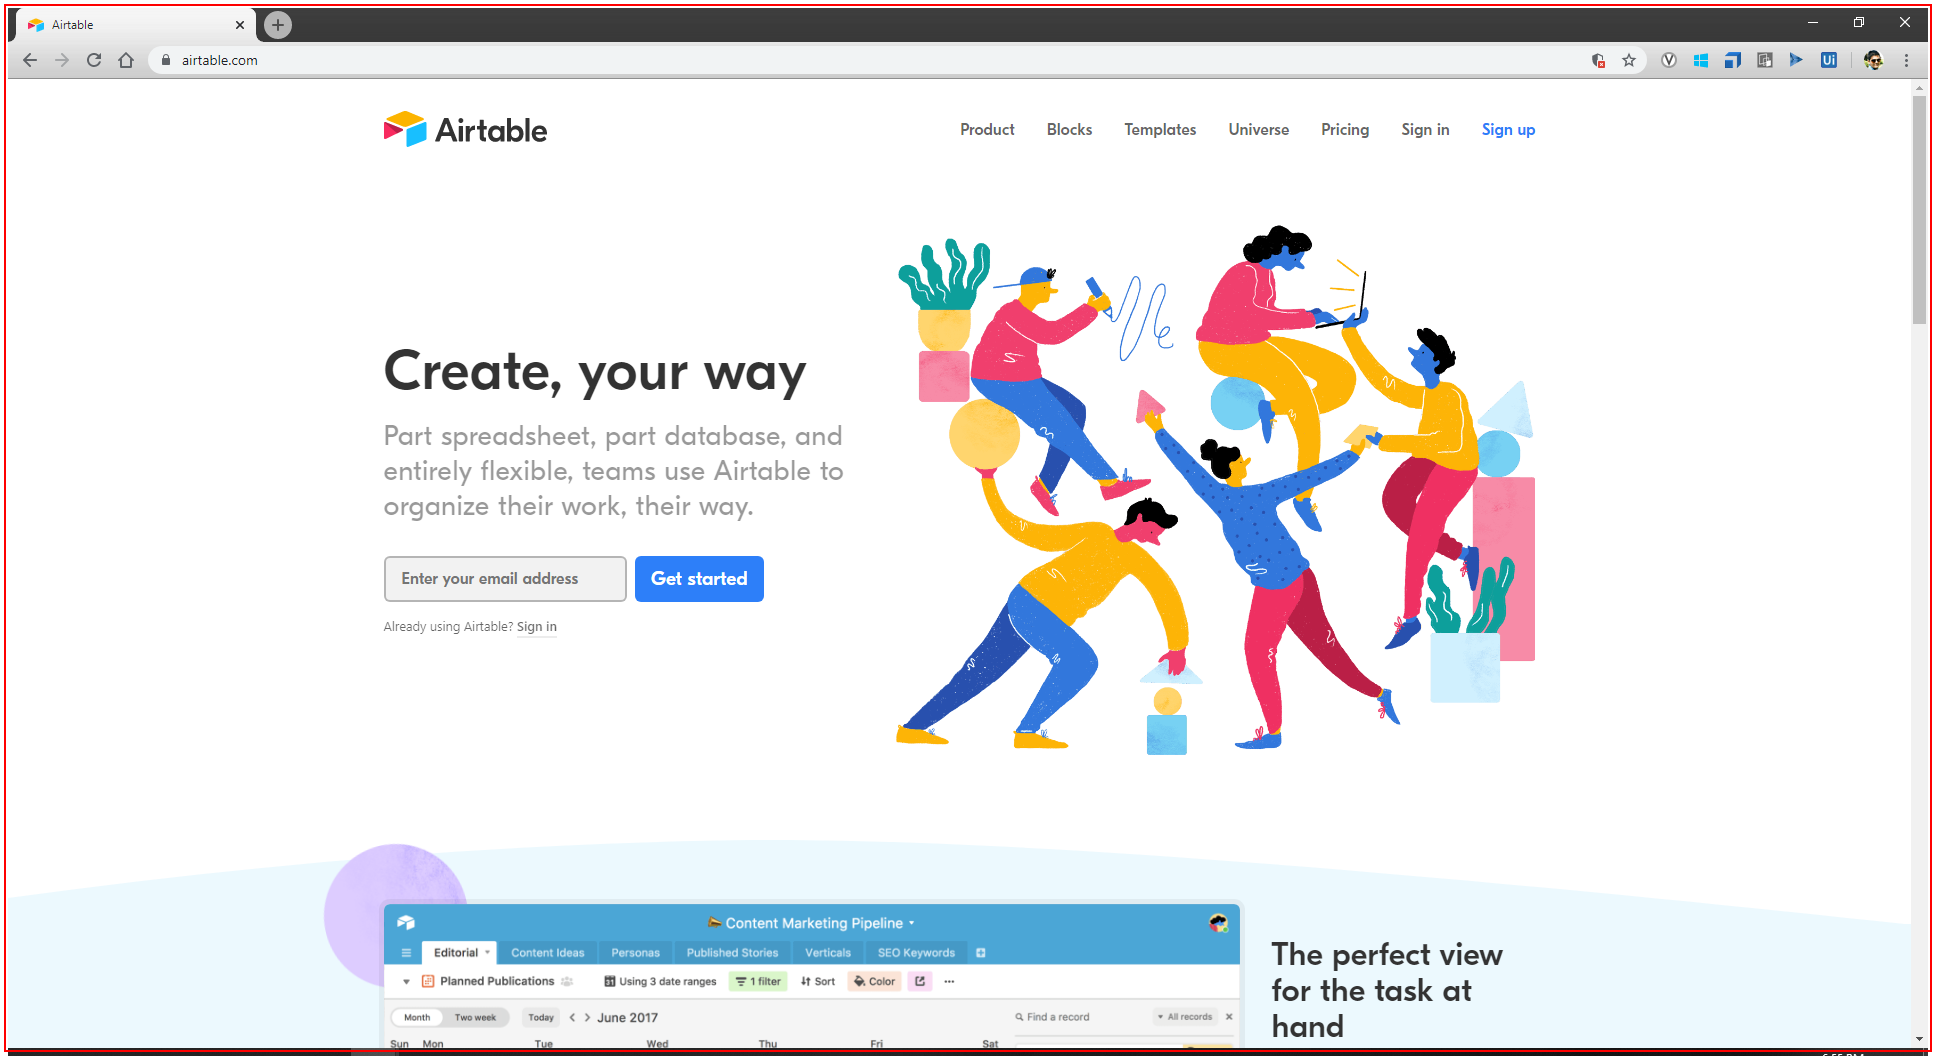 Airtable
airtable.com
Ui
Airtable
Product Blocks Templates Universe Pricing Sign in Sign up
Create, your way
Part spreadsheet, part database, and
entirely flexible, teams use Airtable to
organize their work, their way.
Enter your email address Get started
Already using Airtable? Sign in
Content Marketing Pipeline
Editorial Content Ideas Personas Published Stories Verticals SEO Keywords
Planned Publications Using 3 date ranges 1 filter Sort Color
Month Two week Today June 2017 Find a record All records
Sun Mon Tue Wed Thu Fri Sat
The perfect view
for the task at
hand